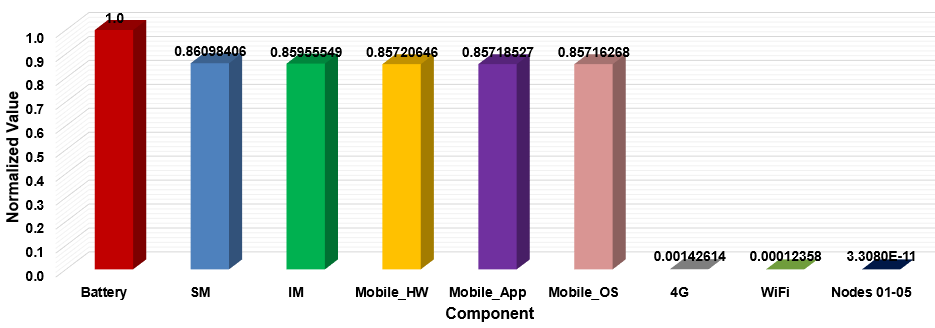 1.0
0.86098406
0.85955549
0.85720646
0.85718527
0.85716268
0.00142614
0.00012358
3.3080E-11
Normalized Value
1.0
0.9
0.8
0.7
0.6
0.5
0.4
0.3
0.2
0.1
0.0
Battery
SM
IM
Mobile_HW
Mobile_App
Mobile_OS
4G
WiFi
Nodes 01-05
Component